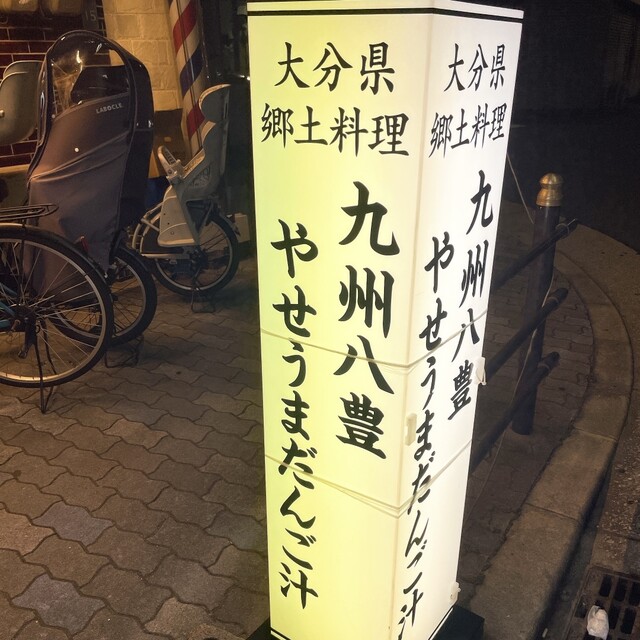 大分県
郷土料理
九州八豊
やせうまだんご汁
大分県
郷土料理
九州八豊
やせうまだんご汁
LABOCLE